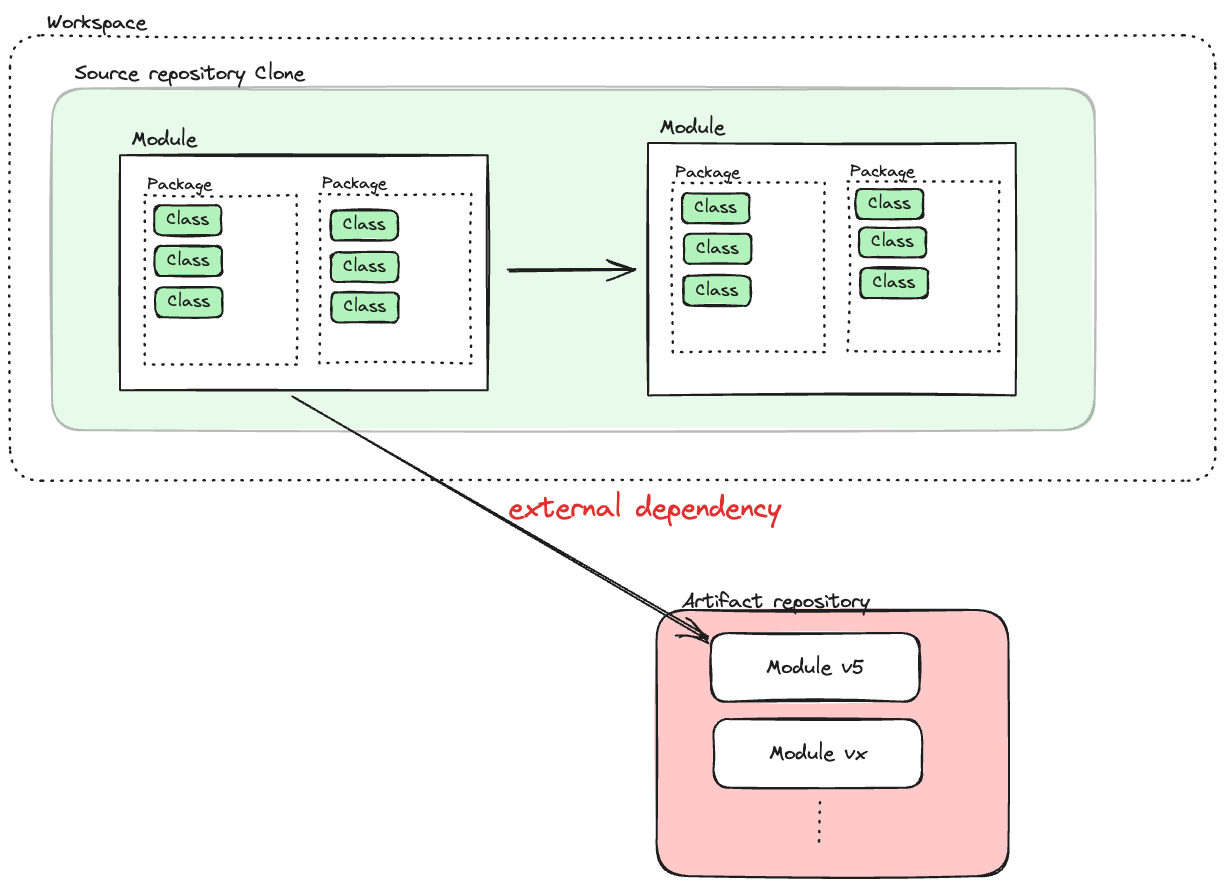 Workspace
Source repository Clone
Module
Package
Class
Class
Class
Package
Class
Class
Class
Module
Package
Class
Class
Class
Package
Class
Class
Class
external dependency
Artifact repository
Module v5
Module vx